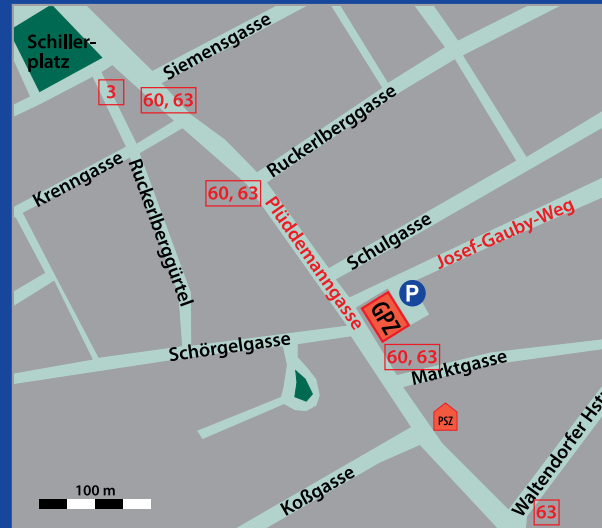 Schiller-
platz
Siemensgasse
3
60, 63
Ruckerlberggasse
Krenngasse
Ruckerlberggürtel
60, 63
Plüddemanngasse
Schulgasse
Josef-Gauby-Weg
P
GPZ
Schörgelgasse
60, 63
Marktgasse
PSZ
Waltendorfer Hstr
Koßgasse
100 m
63